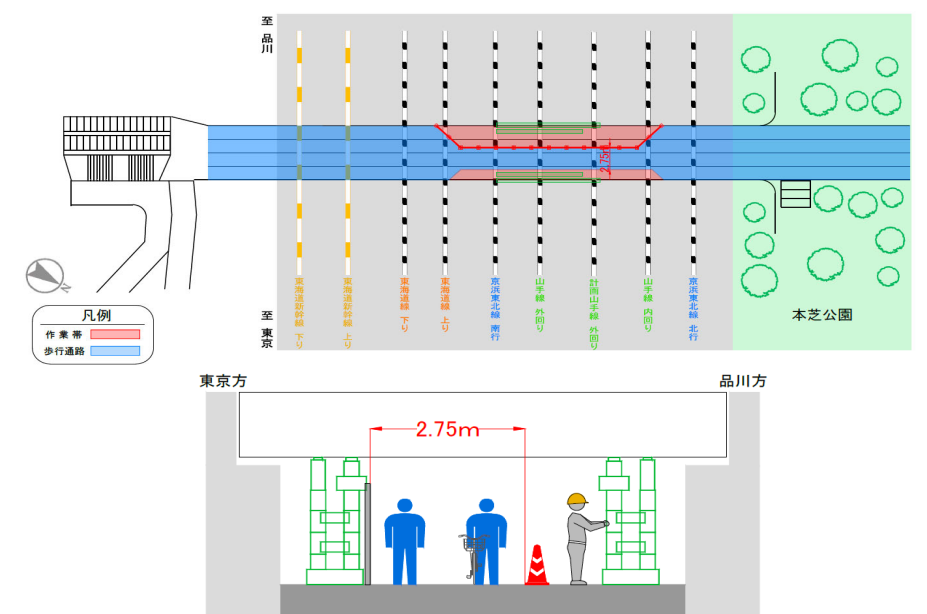 至 品川
2.75m
東海道新幹線 下り
東海道新幹線 上り
東海道線 下り
東海道線 上り
京浜東北線 南行
山手線 外回り
計画山手線 外回り
山手線 内回り
京浜東北線 北行
至 東京
本芝公園
N
凡例
作業帯
歩行通路
東京方
品川方
2.75m